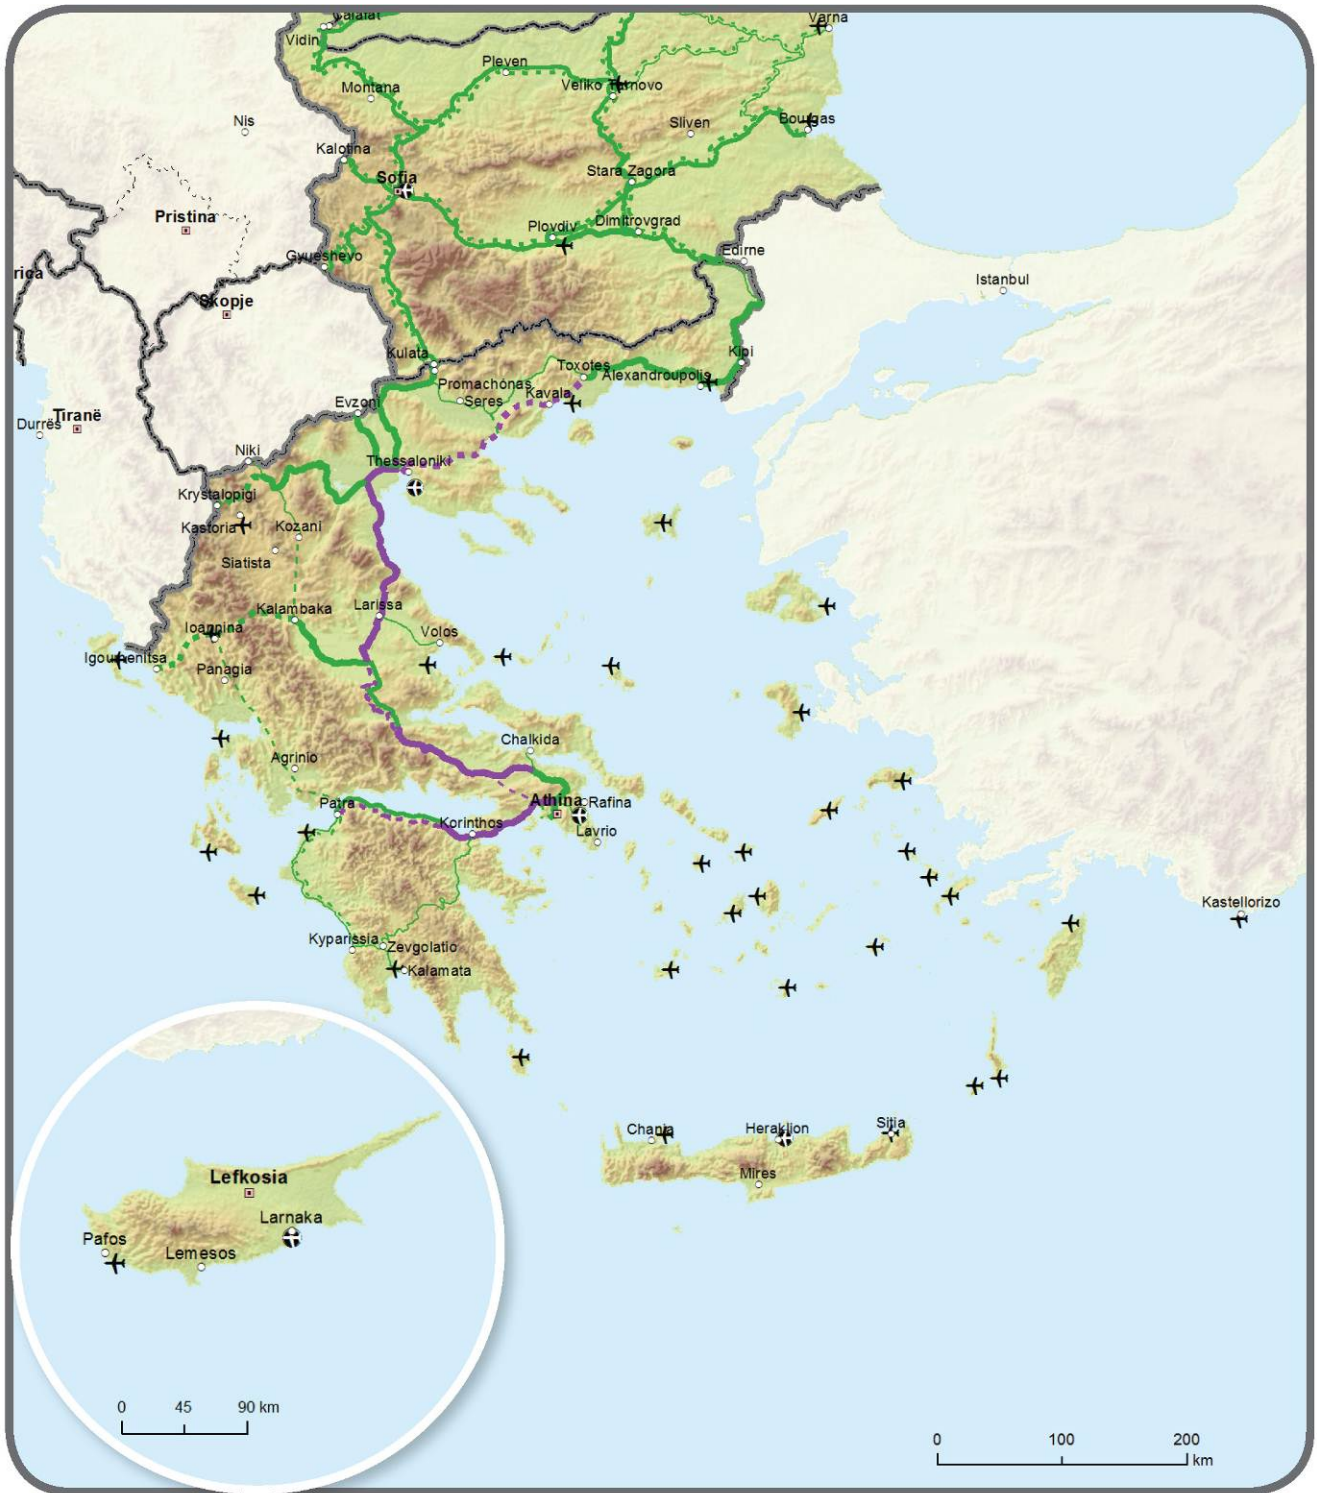 Calafat
Varna
Vidin
Pleven
Montana
Veliko Tarnovo
Nis
Sliven
Bourgas
Kalotina
Sofia
Stara Zagora
Pristina
Plovdiv
Dimitrovgrad
Gyueshevo
Edirne
rica
Istanbul
Skopje
Kulata
Toxotes
Kipi
Promachonas
Alexandroupolis
Evzoni
Seres
Kavala
Tiranë
Durrës
Niki
Thessaloniki
Krystalopigi
Kastoria
Kozani
Siatista
Kalambaka
Larissa
Ioannina
Volos
Igoumenitsa
Panagia
Chalkida
Agrinio
Patra
Athina
Rafina
Korinthos
Lavrio
Kastellorizo
Kyparissia
Zevgolatio
Kalamata
Chania
Heraklion
Sitia
Mires
Lefkosia
Larnaka
Pafos
Lemesos
0 45 90 km
0 100 200
km